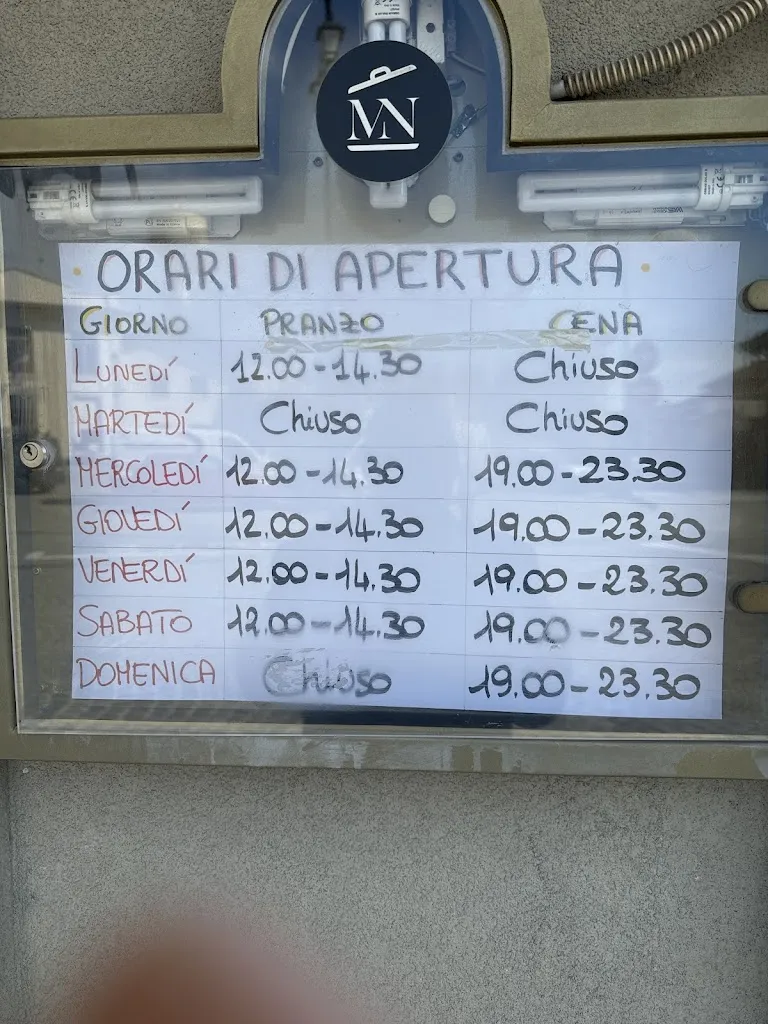 MN
ORARI DI APERTURA
GIORNO PRANZO CENA
LUNEDÍ 12.00-14.30 Chiuso
MARTEDÍ Chiuso Chiuso
MERCOLEDÍ 12.00-14.30 19.00-23.30
GIOVEDÍ 12.00-14.30 19.00-23.30
VENERDÍ 12.00-14.30 19.00-23.30
SABATO 12.00-14.30 19.00-23.30
DOMENICA Chiuso 19.00-23.30